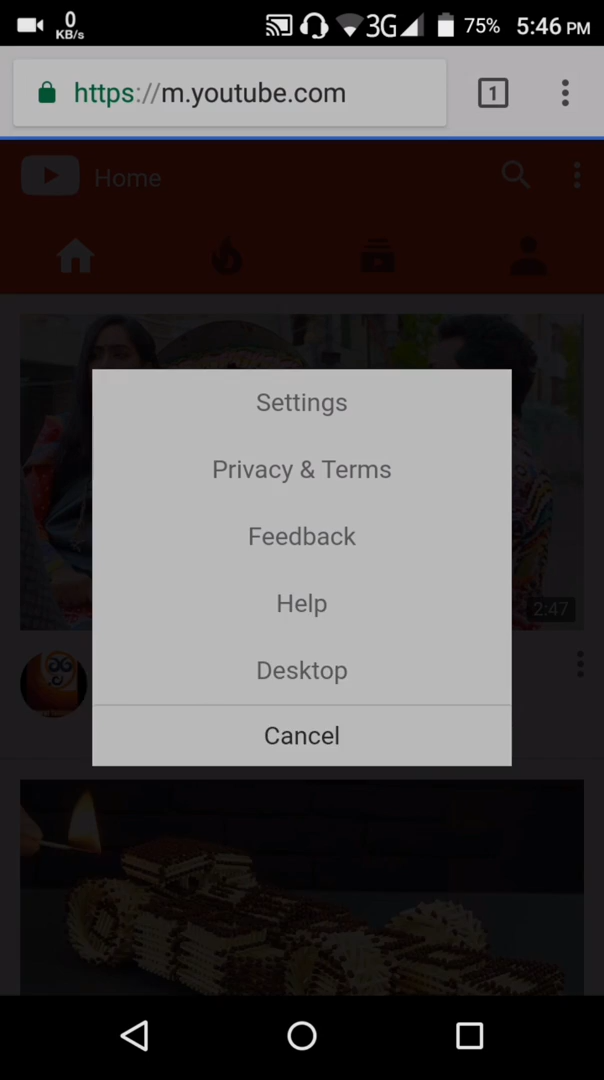 0 KB/s 3G 75% 5:46 PM
https://m.youtube.com 1
Home
Settings
Privacy & Terms
Feedback
Help
2:47
Desktop
Cancel